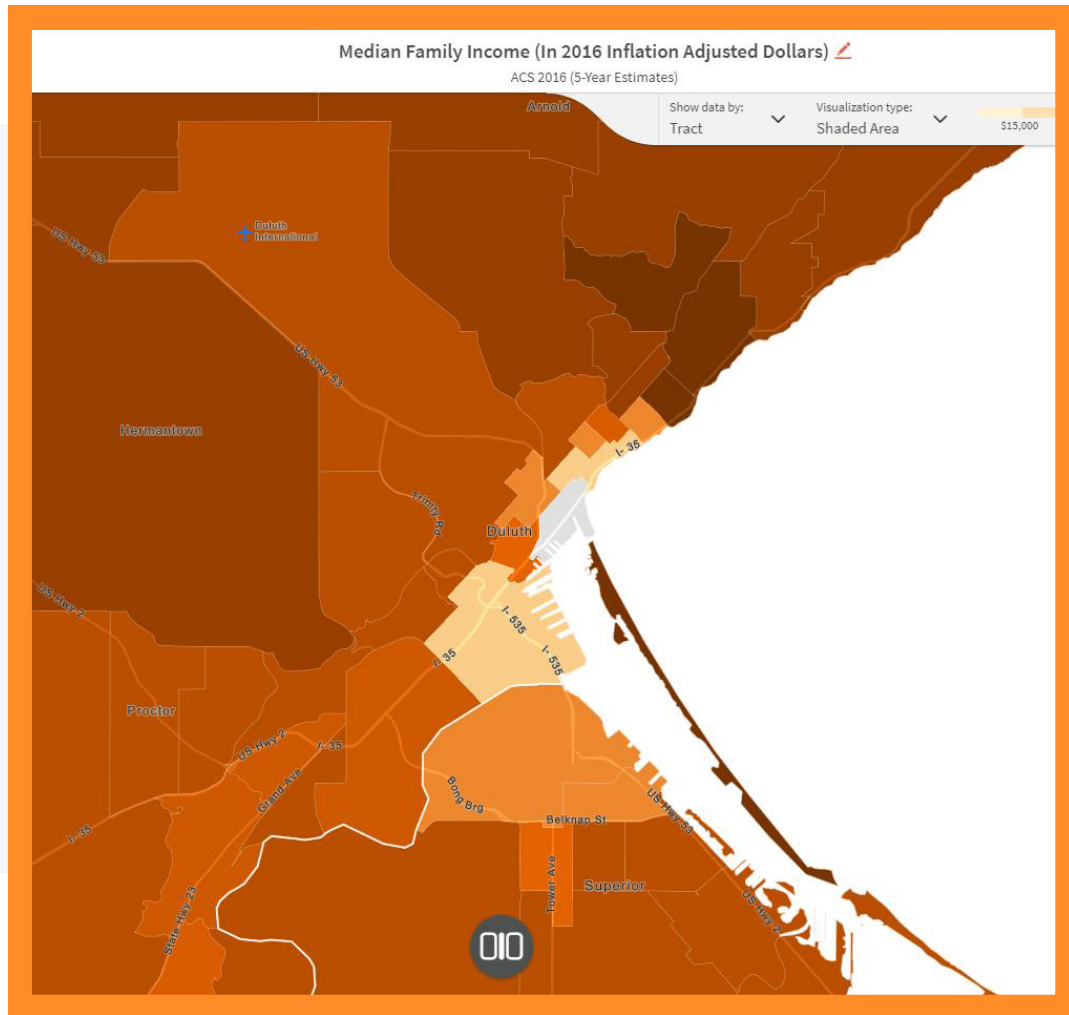 Median Family Income (In 2016 Inflation Adjusted Dollars)
ACS 2016 (5-Year Estimates)
Arnold
Show data by:
Tract
Visualization type:
Shaded Area
$15,000
Duluth
International
US Hwy 53
US Hwy 53
Hermantown
I- 35
Trinity Rd
Duluth
US Hwy 2
I- 535
I- 535
I- 35
Proctor
US Hwy 2
I- 35
Grand Ave
Bong Brg
US Hwy 53
Belknap St
I- 35
Tower Ave
Superior
State Hwy 23
US Hwy 2